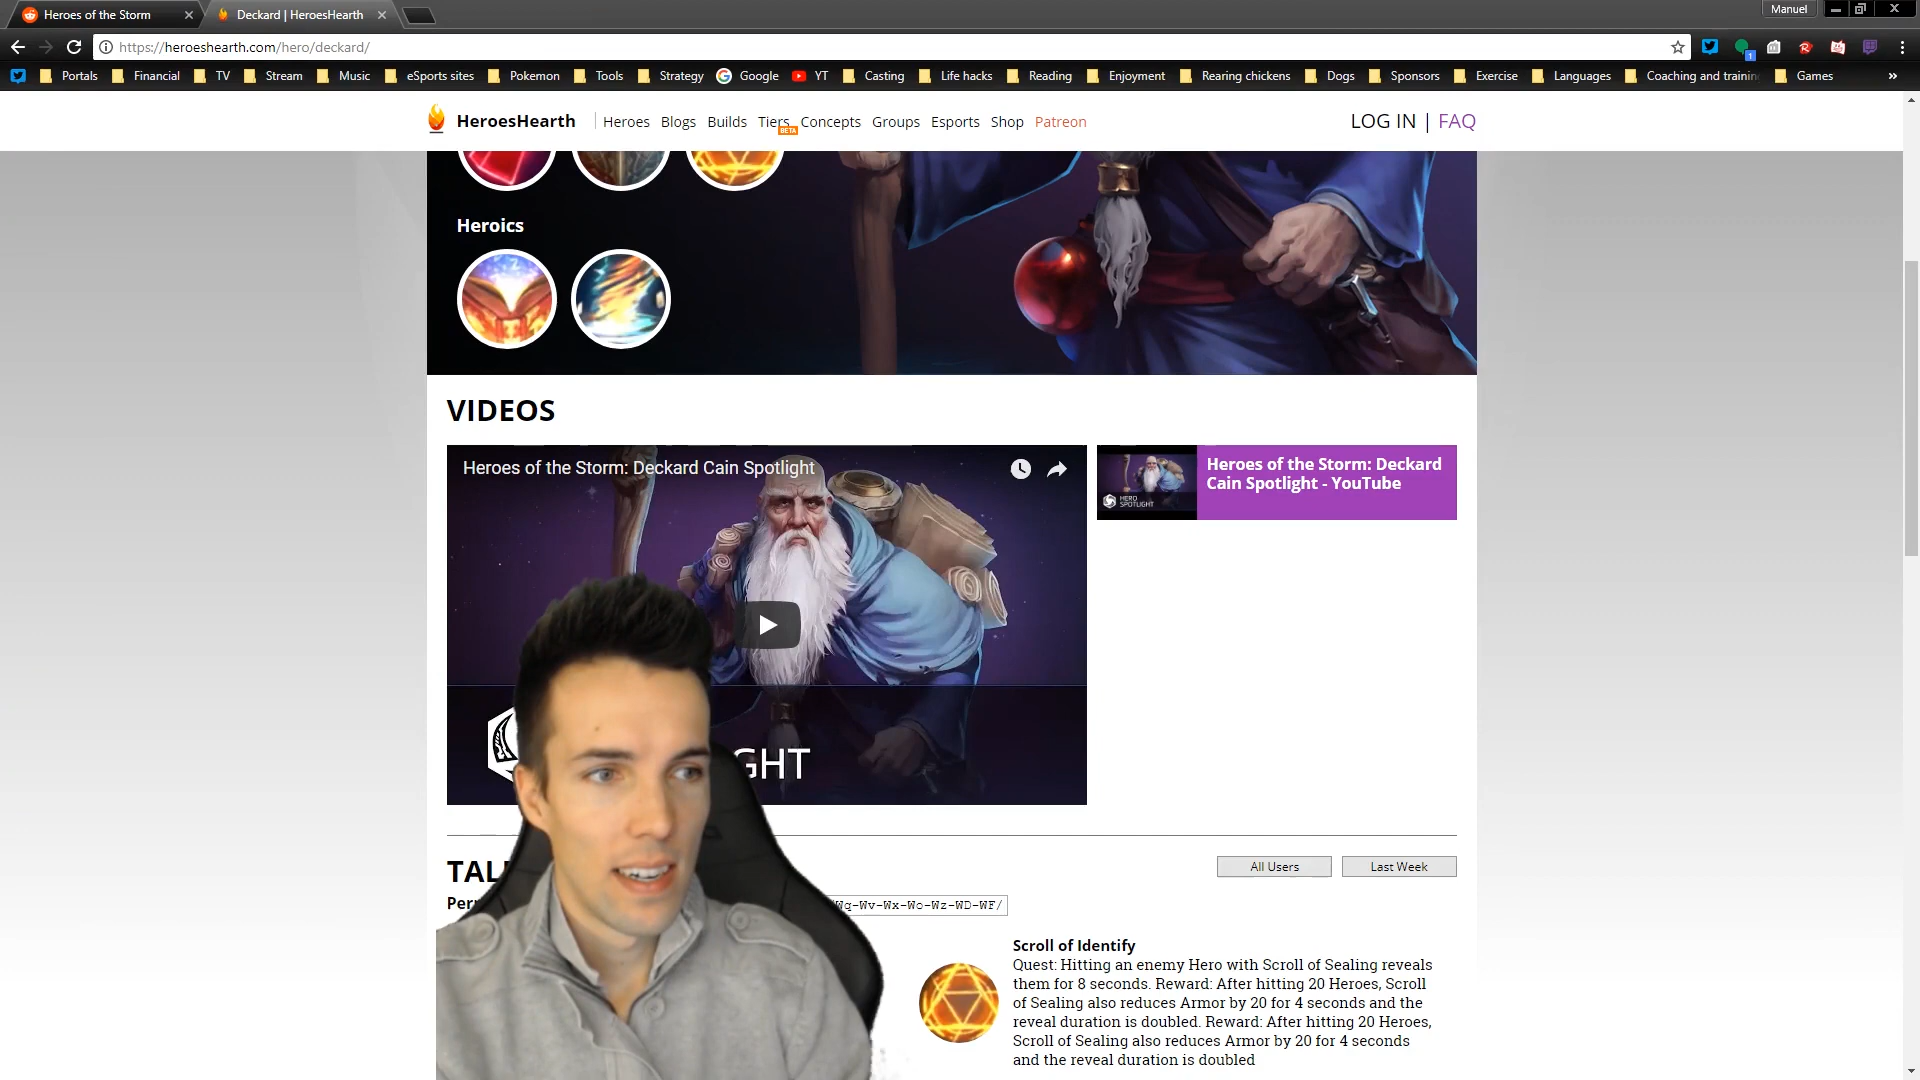 Heroes of the Storm
Deckard | HeroesHearth
Manuel
https://heroeshearth.com/hero/deckard/
Portals
Financial
TV
Stream
Music
eSports sites
Pokemon
Tools
Strategy
Google
YT
Casting
Life hacks
Reading
Enjoyment
Rearing chickens
Dogs
Sponsors
Exercise
Languages
Coaching and trainin
Games
HeroesHearth
Heroes
Blogs
Builds
Tiers
BETA
Concepts
Groups
Esports
Shop
Patreon
LOG IN | FAQ
Heroics
VIDEOS
Heroes of the Storm: Deckard Cain Spotlight
Heroes of the Storm: Deckard
Cain Spotlight - YouTube
HERO
SPOTLIGHT
GHT
TAL
All Users
Last Week
Per
Wq-Wv-Wx-Wo-Wz-WD-WF/
Scroll of Identify
Quest: Hitting an enemy Hero with Scroll of Sealing reveals
them for 8 seconds. Reward: After hitting 20 Heroes, Scroll
of Sealing also reduces Armor by 20 for 4 seconds and the
reveal duration is doubled. Reward: After hitting 20 Heroes,
Scroll of Sealing also reduces Armor by 20 for 4 seconds
and the reveal duration is doubled